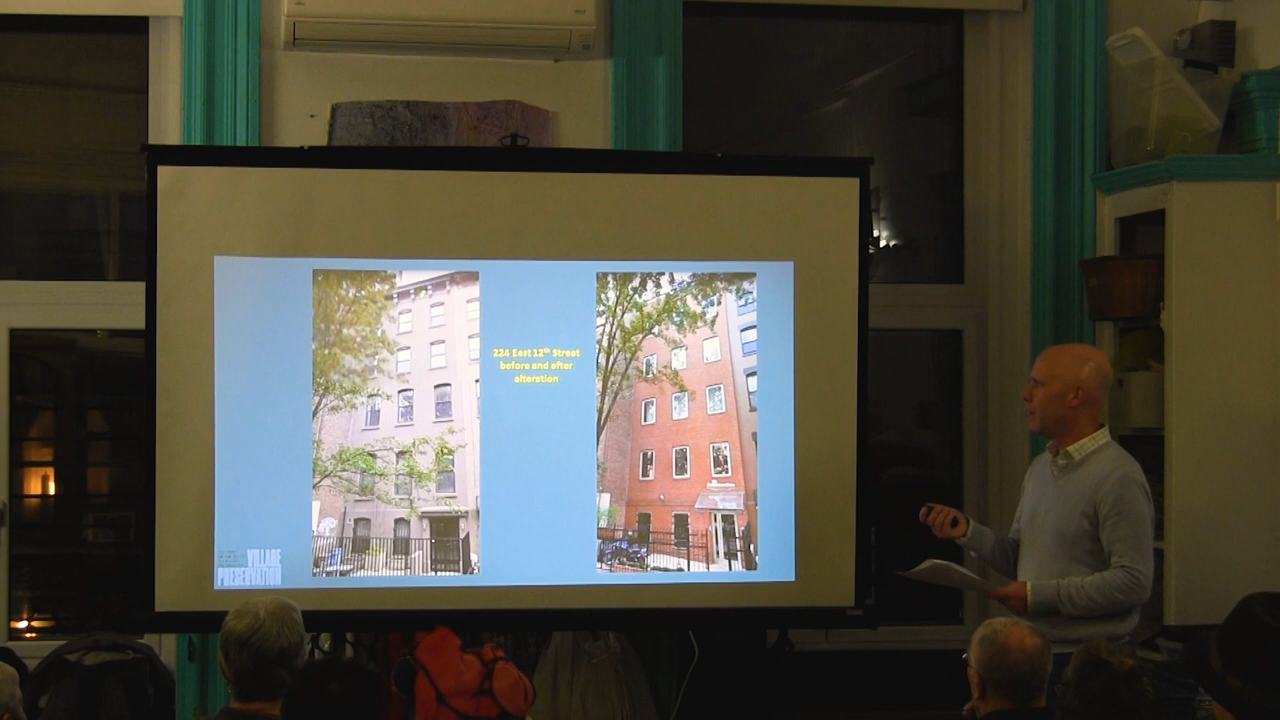 224 East 12th Street
before and after
alteration
VILLAGE
PRESERVATION